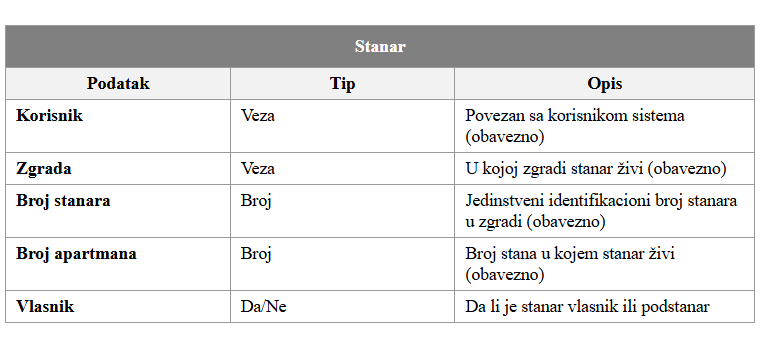 Stanar
Podatak Tip Opis
Korisnik Veza Povezan sa korisnikom sistema
(obavezno)
Zgrada Veza U kojoj zgradi stanar živi (obavezno)
Broj stanara Broj Jedinstveni identifikacioni broj stanara
u zgradi (obavezno)
Broj apartmana Broj Broj stana u kojem stanar živi
(obavezno)
Vlasnik Da/Ne Da li je stanar vlasnik ili podstanar